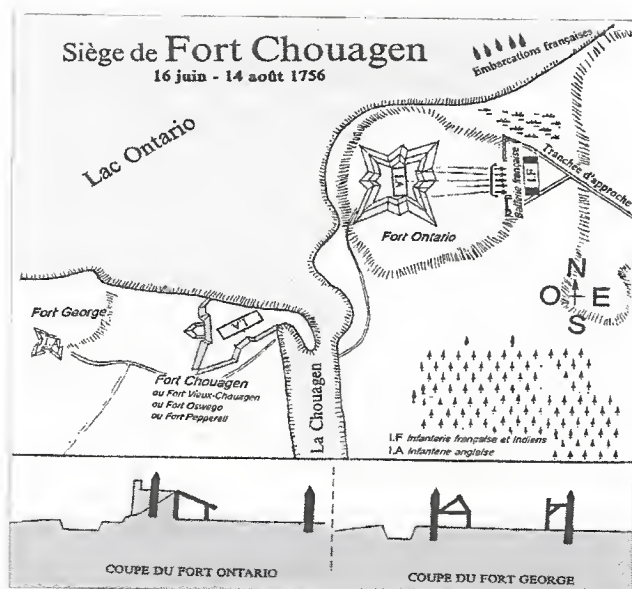 Siège de Fort Chouagen
16 juin - 14 août 1756
Embarcations françaises
Lac Ontario
Tranchée d'approche
Batterie française
I.F
I.A
Fort Ontario
N
O E
S
Fort George
I.A
Fort Chouagen
ou Fort Vieux-Chouagen
ou Fort Oswego
ou Fort Pepperell
La Chouagen
I.F Infanterie française et Indiens
I.A Infanterie anglaise
COUPE DU FORT ONTARIO
COUPE DU FORT GEORGE